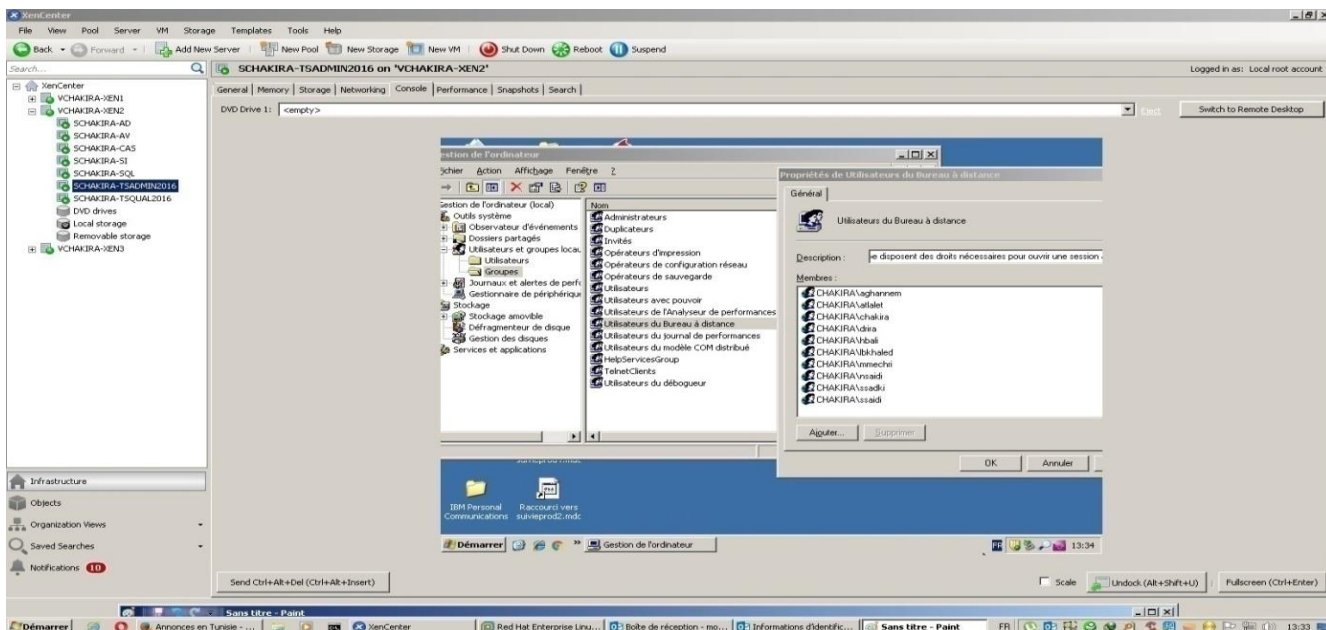 XenCenter
File View Pool Server VM Storage Templates Tools Help
Back Forward Add New Server New Pool New Storage New VM Shut Down Reboot Suspend
Search...
SCHAKIRA-TSADMIN2016 on 'VCHAKIRA-XEN2'
Logged in as: Local root account
XenCenter
VCHAKIRA-XEN1
VCHAKIRA-XEN2
SCHAKIRA-AD
SCHAKIRA-AV
SCHAKIRA-CAS
SCHAKIRA-SI
SCHAKIRA-SQL
SCHAKIRA-TSADMIN2016
SCHAKIRA-TSQUAL2016
DVD drives
Local storage
Removable storage
VCHAKIRA-XEN3
General Memory Storage Networking Console Performance Snapshots Search
DVD Drive 1: <empty>
Eject
Switch to Remote Desktop
estion de l'ordinateur
ichier Action Affichage Fenêtre ?
estion de l'ordinateur (local)
Outils système
Observateur d'événements
Dossiers partagés
Utilisateurs et groupes locau
Utilisateurs
Groupes
Journaux et alertes de perf
Gestionnaire de périphérique
Stockage
Stockage amovible
Défragmenteur de disque
Gestion des disques
Services et applications
Nom
Administrateurs
Duplicateurs
Invités
Opérateurs d'impression
Opérateurs de configuration réseau
Opérateurs de sauvegarde
Utilisateurs
Utilisateurs avec pouvoir
Utilisateurs de l'Analyseur de performances
Utilisateurs du Bureau à distance
Utilisateurs du journal de performances
Utilisateurs du modèle COM distribué
HelpServicesGroup
TelnetClients
Utilisateurs du débogueur
Propriétés de Utilisateurs du Bureau à distance
Général
Utilisateurs du Bureau à distance
Description : e disposent des droits nécessaires pour ouvrir une session
Membres :
CHAKIRA\aghannem
CHAKIRA\atlalet
CHAKIRA\chakira
CHAKIRA\drira
CHAKIRA\hbali
CHAKIRA\lbkhaled
CHAKIRA\mmechri
CHAKIRA\nsaidi
CHAKIRA\ssadki
CHAKIRA\ssaidi
Ajouter... Supprimer
OK Annuler
IBM Personal Communications
Raccourci vers suivieprod2.mdc
Démarrer Gestion de l'ordinateur FR 13:34
Infrastructure
Objects
Organization Views
Saved Searches
Notifications 10
Send Ctrl+Alt+Del (Ctrl+Alt+Insert)
Scale Undock (Alt+Shift+U) Fullscreen (Ctrl+Enter)
Sans titre - Paint
Démarrer Annonces en Tunisie - ... XenCenter Red Hat Enterprise Linu... Boîte de réception - mo... Informations d'identific... Sans titre - Paint FR 13:33